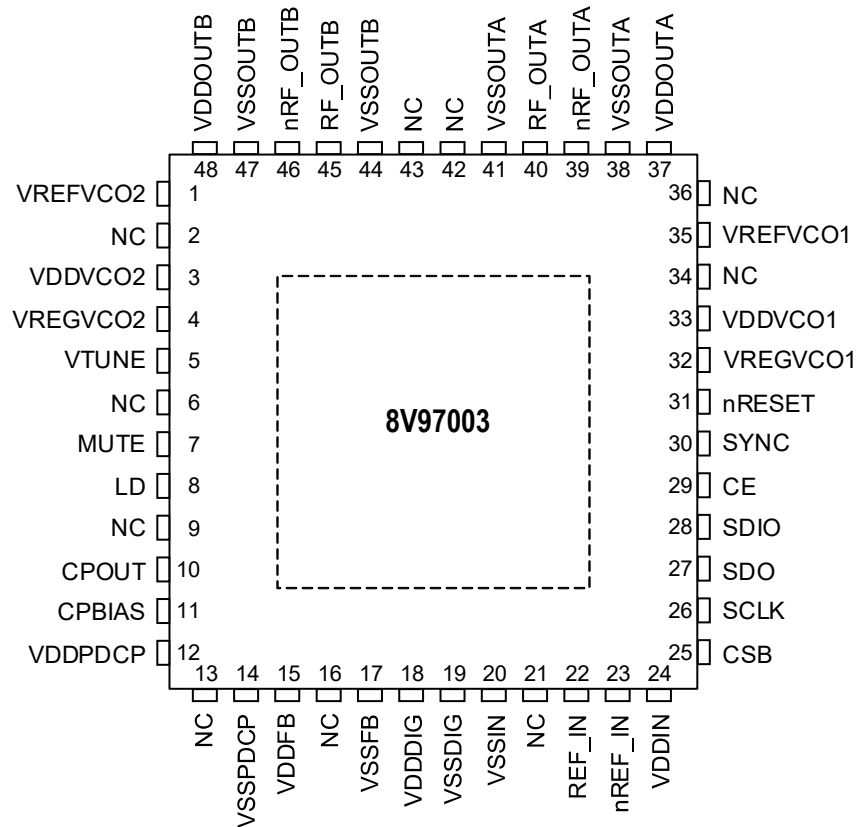 VDDOUTB
VSSOUTB
nRF_OUTB
RF_OUTB
VSSOUTB
NC
NC
VSSOUTA
RF_OUTA
nRF_OUTA
VSSOUTA
VDDOUTA
48 47 46 45 44 43 42 41 40 39 38 37
VREFVCO2 1
NC 2
VDDVCO2 3
VREGVCO2 4
VTUNE 5
NC 6
MUTE 7
LD 8
NC 9
CPOUT 10
CPBIAS 11
VDDPDCP 12
8V97003
36 NC
35 VREFVCO1
34 NC
33 VDDVCO1
32 VREGVCO1
31 nRESET
30 SYNC
29 CE
28 SDIO
27 SDO
26 SCLK
25 CSB
13 14 15 16 17 18 19 20 21 22 23 24
NC
VSSPDCP
VDDFB
NC
VSSFB
VDDDIG
VSSDIG
VSSIN
NC
REF_IN
nREF_IN
VDDIN